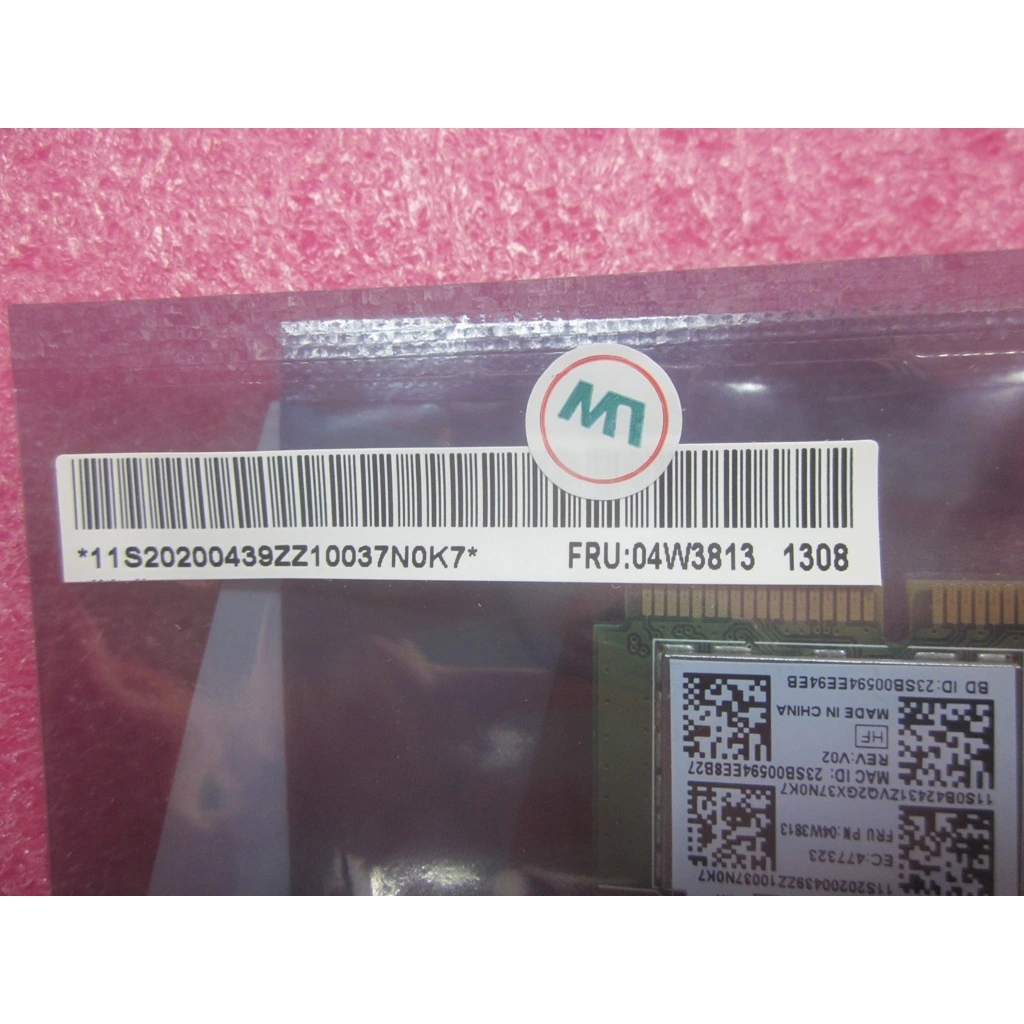 *11S20200439ZZ10037N0K7* FRU:04W3813 1308
BD ID:23SB00594EE94EB
MADE IN CHINA
HF
REV:V02
MAC ID: 23SB00594EE8B27
11S0B42431ZVQ2GX37N0K7
FRU PN:04W3813
EC:477323
11S20200439ZZ10037N0K7